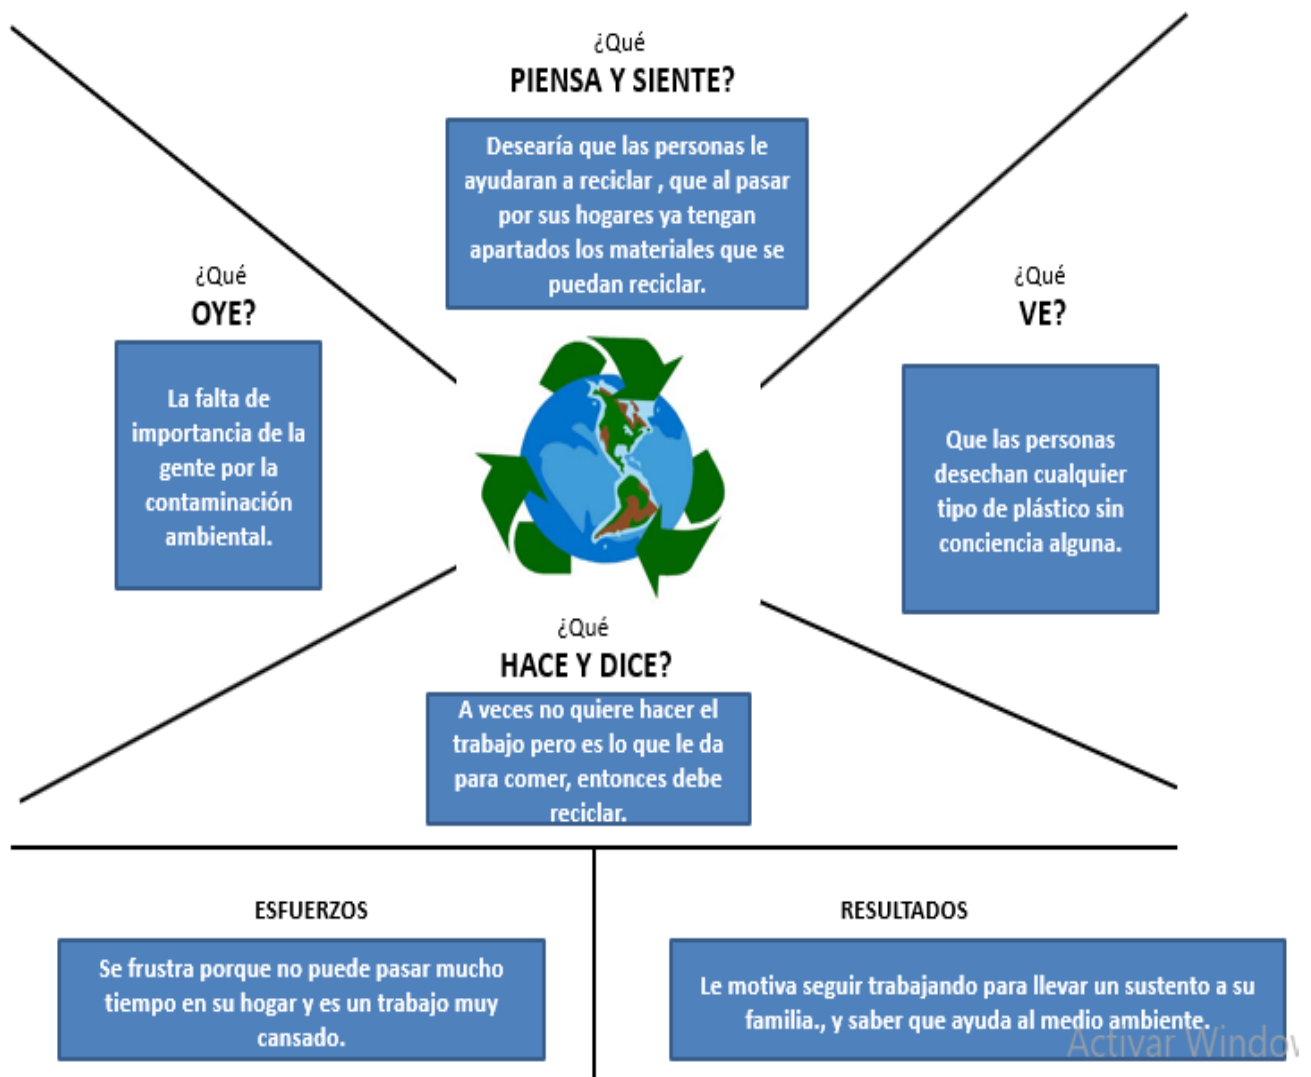 ¿Qué
PIENSA Y SIENTE?
Desearía que las personas le
ayudaran a reciclar , que al pasar
por sus hogares ya tengan
apartados los materiales que se
puedan reciclar.
¿Qué
OYE?
La falta de
importancia de la
gente por la
contaminación
ambiental.
¿Qué
VE?
Que las personas
desechan cualquier
tipo de plástico sin
conciencia alguna.
¿Qué
HACE Y DICE?
A veces no quiere hacer el
trabajo pero es lo que le da
para comer, entonces debe
reciclar.
ESFUERZOS
Se frustra porque no puede pasar mucho
tiempo en su hogar y es un trabajo muy
cansado.
RESULTADOS
Le motiva seguir trabajando para llevar un sustento a su
familia., y saber que ayuda al medio ambiente.
Activar Window